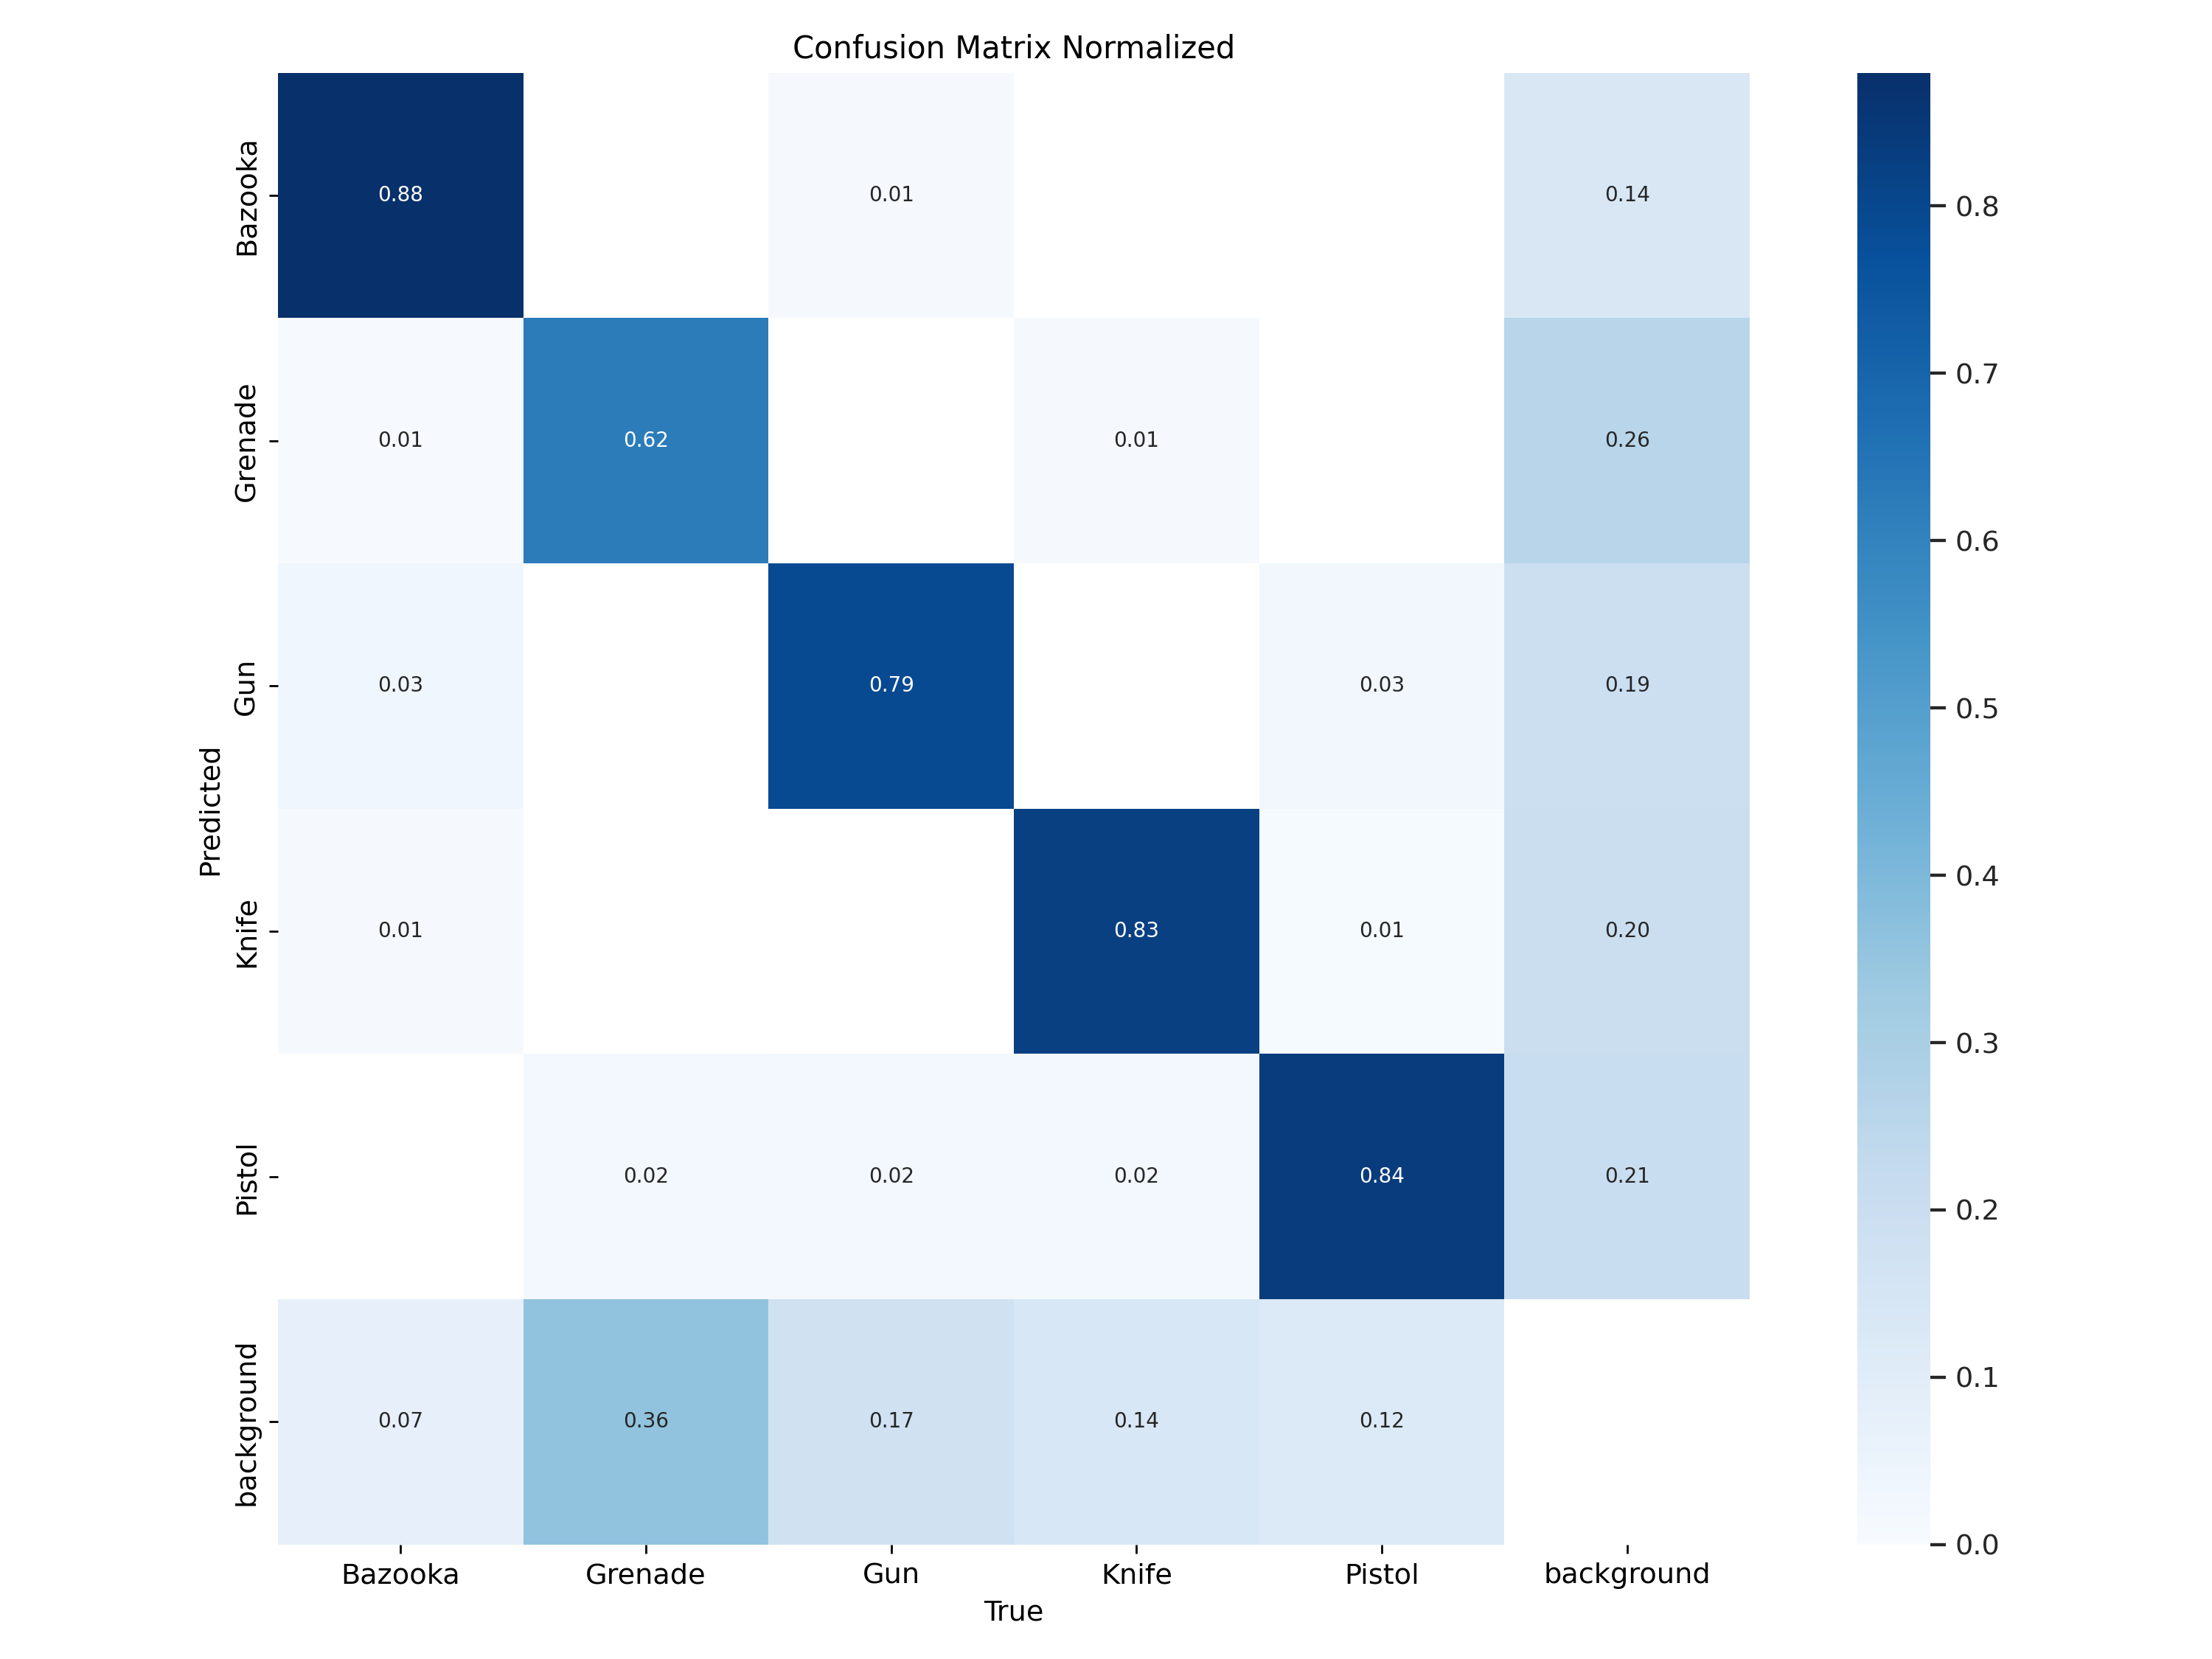 Confusion Matrix Normalized
Bazooka 0.88 0.01 0.14
Grenade 0.01 0.62 0.01 0.26
Gun 0.03 0.79 0.03 0.19
Knife 0.01 0.83 0.01 0.20
Pistol 0.02 0.02 0.02 0.84 0.21
background 0.07 0.36 0.17 0.14 0.12
Predicted
Bazooka Grenade Gun Knife Pistol background
True
0.8
0.7
0.6
0.5
0.4
0.3
0.2
0.1
0.0